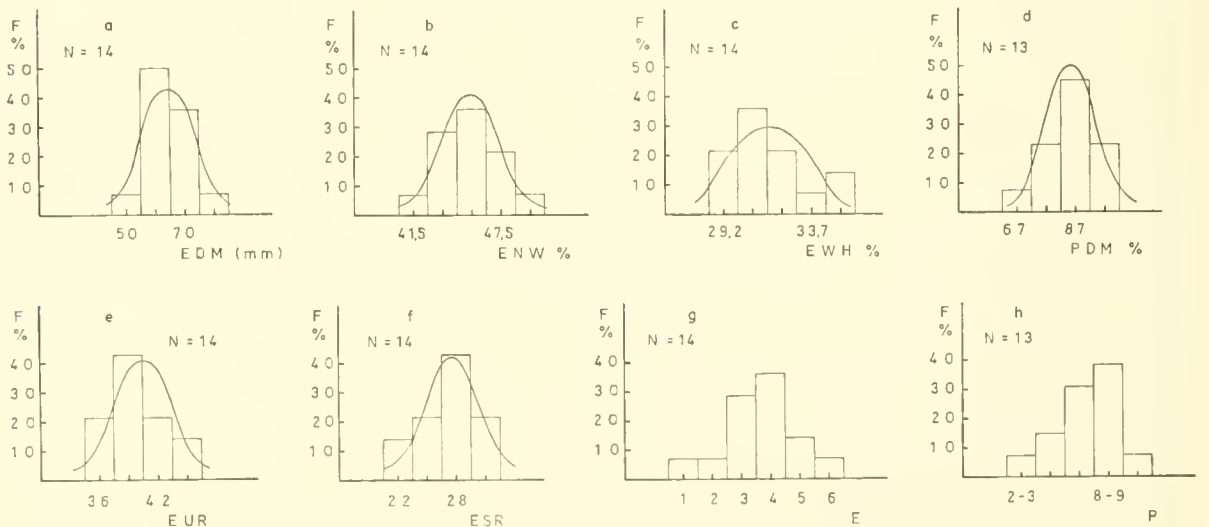 F a
%
N = 14
50
40
30
20
10
50 70
EDM (mm)
F b
%
N = 14
50
40
30
20
10
41,5 47,5
ENW %
F c
%
N = 14
50
40
30
20
10
29,2 33,7
EWH %
F d
%
N = 13
50
40
30
20
10
67 87
PDM %
F e
%
N = 14
40
30
20
10
36 42
EUR
F f
%
N = 14
40
30
20
10
22 28
ESR
F g
%
N = 14
40
30
20
10
1 2 3 4 5 6
E
F h
%
N = 13
40
30
20
10
2-3 8-9
P